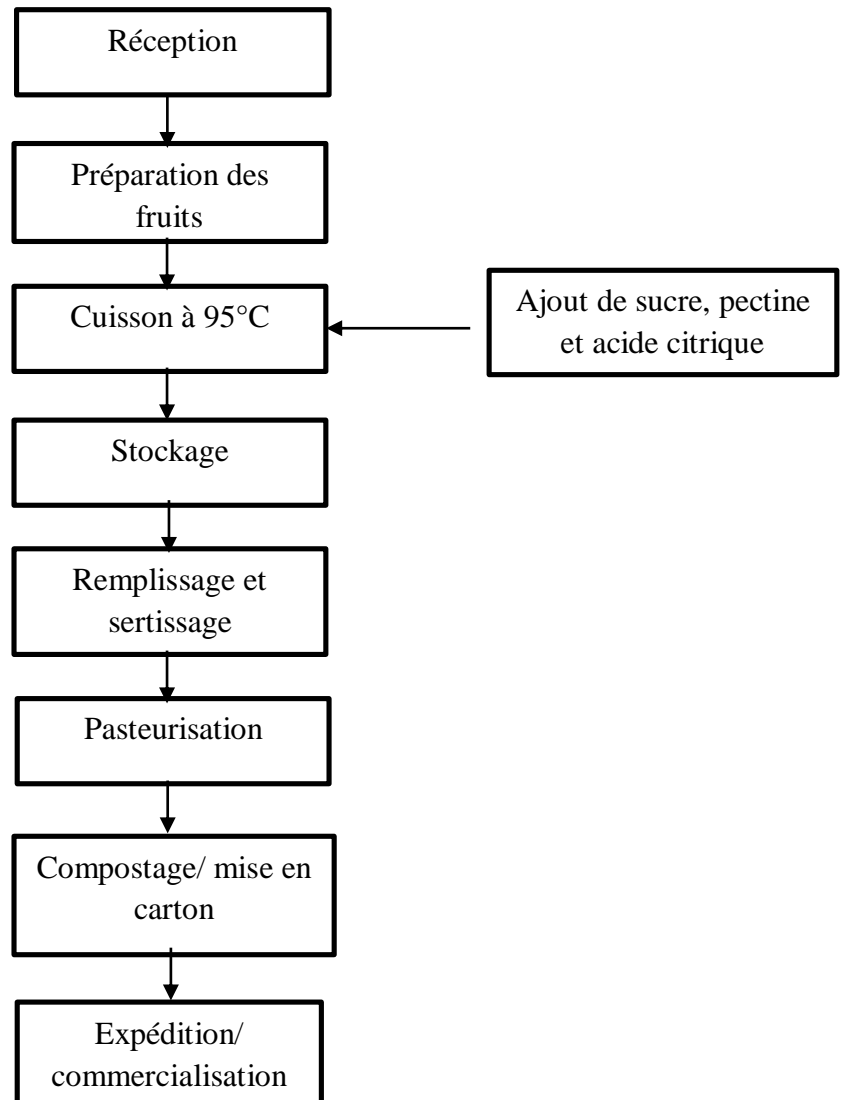 Réception
Préparation des
fruits
Cuisson à 95°C
Ajout de sucre, pectine
et acide citrique
Stockage
Remplissage et
sertissage
Pasteurisation
Compostage/ mise en
carton
Expédition/
commercialisation